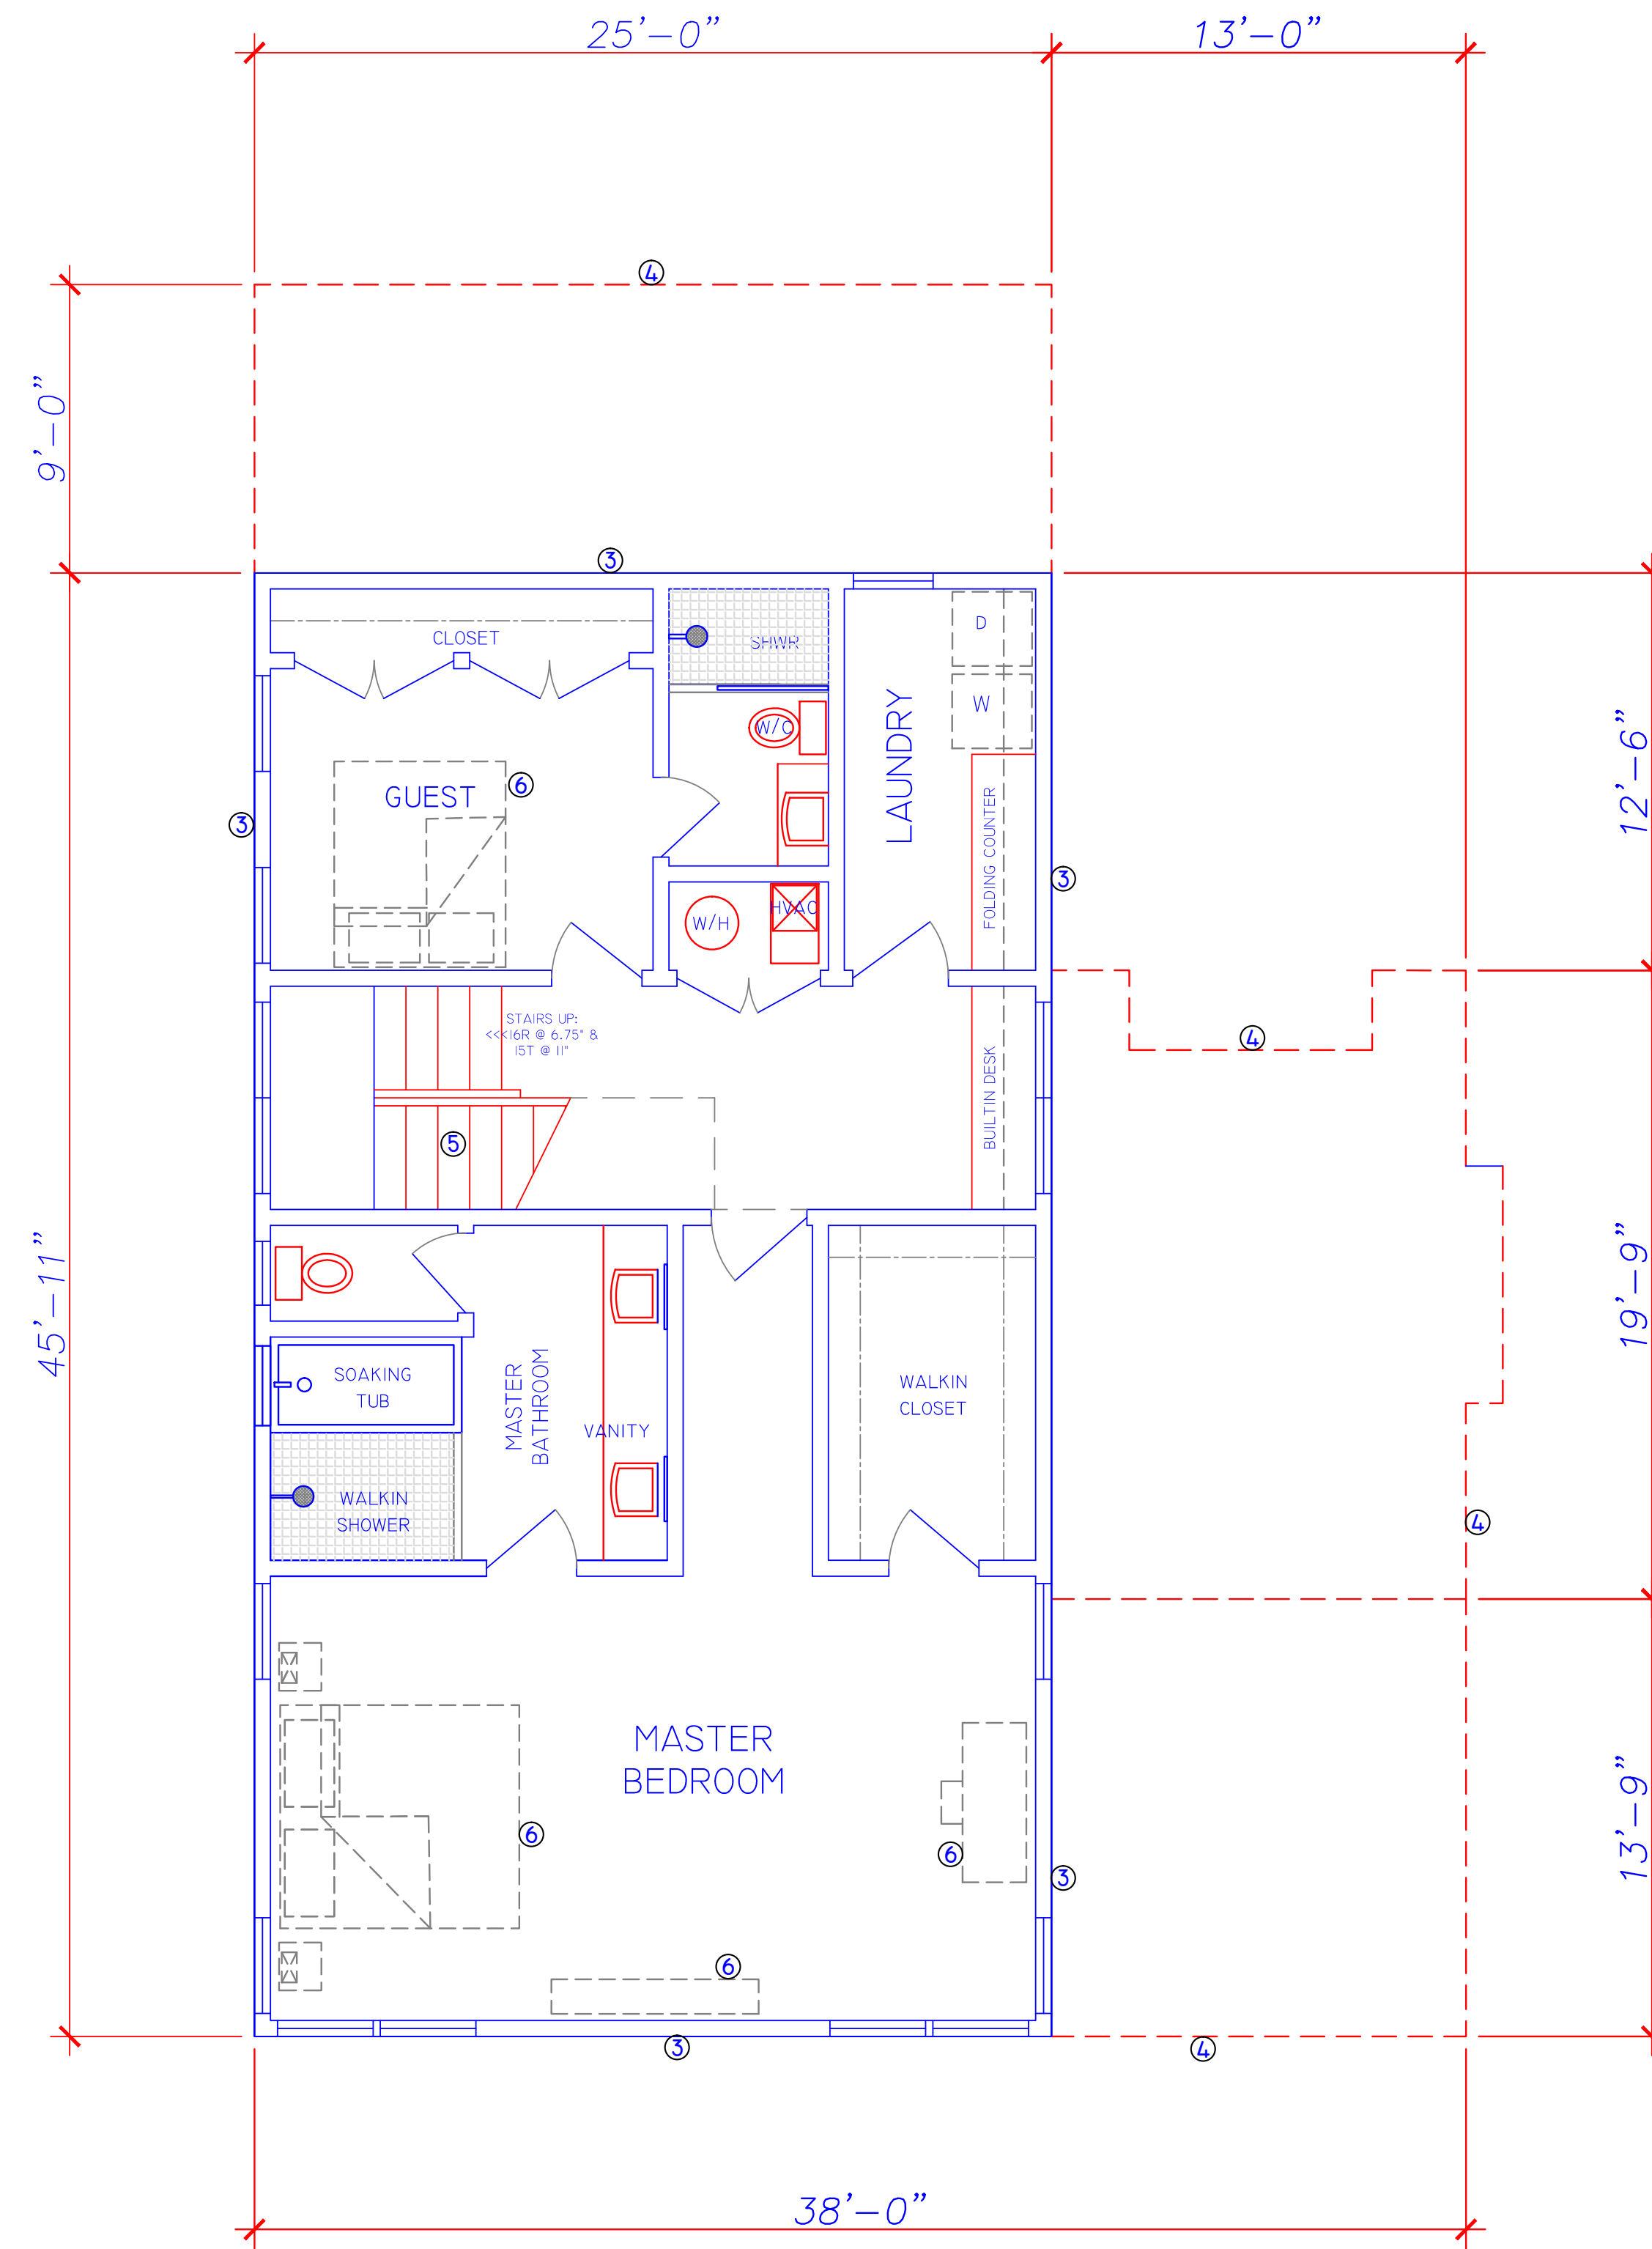 25'-0"
13'-0"
4
9'-0"
3
CLOSET
SHWR
D
W
W/C
LAUNDRY
12'-6"
GUEST
6
3
FOLDING COUNTER
3
W/H
HVAC
STAIRS UP:
<<<16R @ 6.75" &
15T @ 11"
4
BUILTIN DESK
5
45'-11"
19'-9"
SOAKING
TUB
MASTER
BATHROOM
VANITY
WALKIN
CLOSET
WALKIN
SHOWER
4
MASTER
BEDROOM
6
6
3
13'-9"
6
3
4
38'-0"